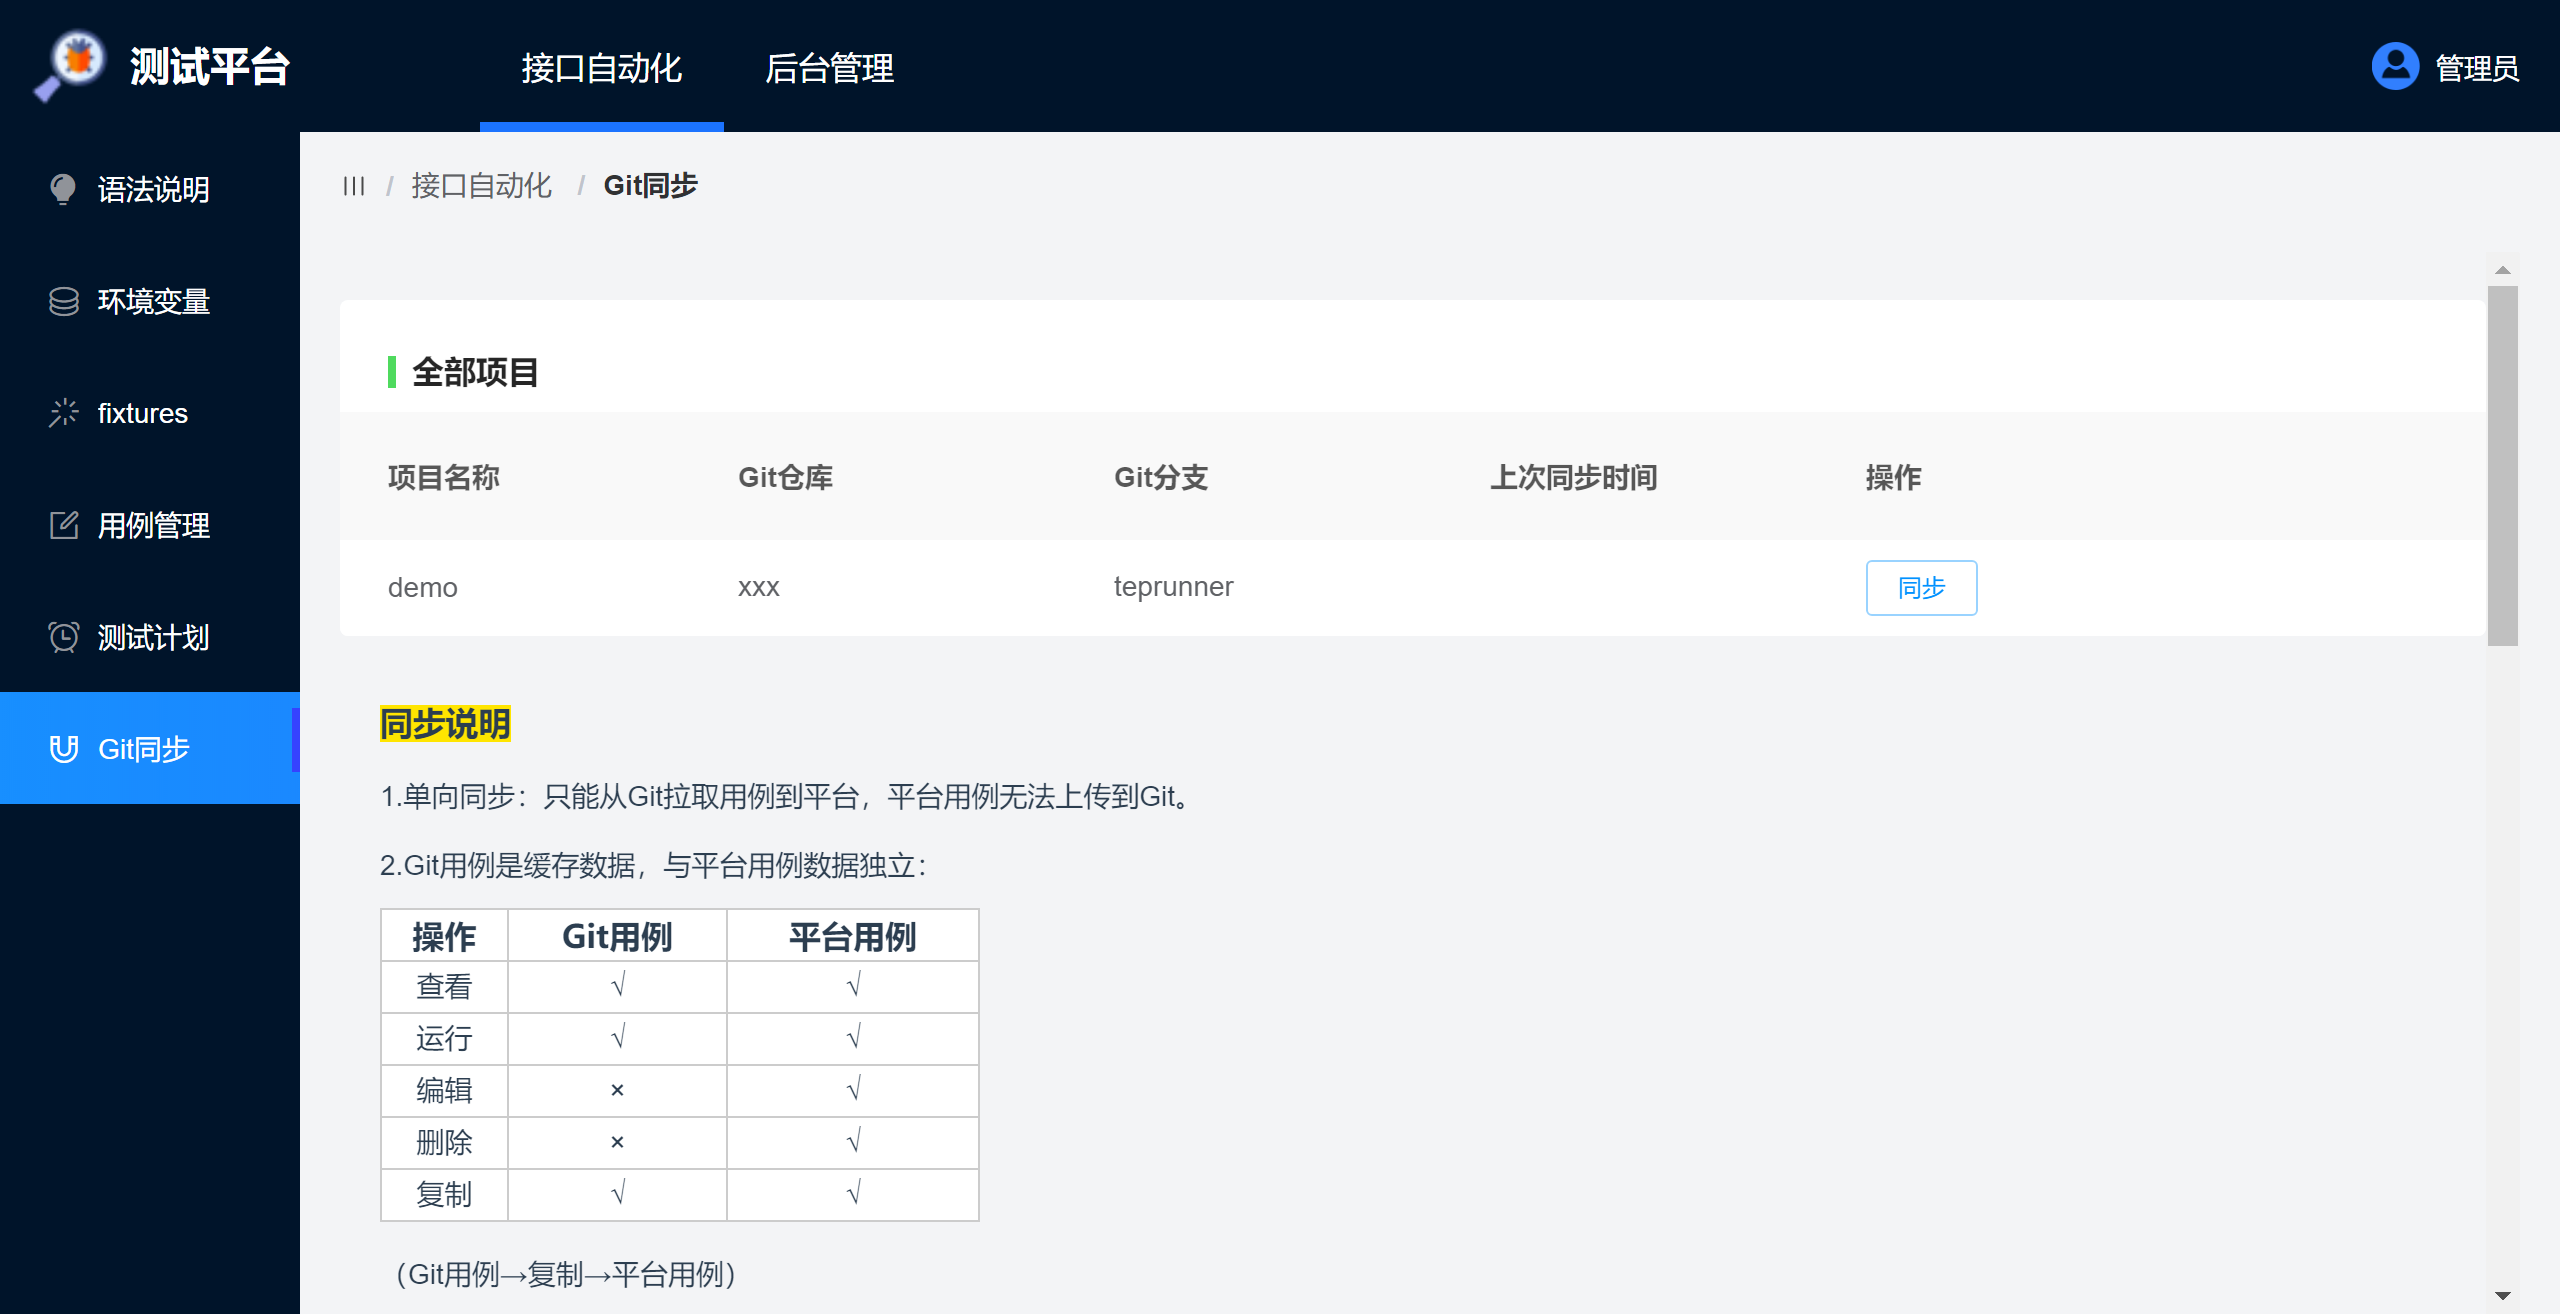 测试平台
接口自动化 后台管理
管理员
语法说明
环境变量
fixtures
用例管理
测试计划
Git同步
/ 接口自动化 / Git同步
全部项目
项目名称 Git仓库 Git分支 上次同步时间 操作
demo xxx teprunner 同步
同步说明
1.单向同步：只能从Git拉取用例到平台，平台用例无法上传到Git。
2.Git用例是缓存数据，与平台用例数据独立：
操作 Git用例 平台用例
查看 √ √
运行 √ √
编辑 × √
删除 × √
复制 √ √
（Git用例→复制→平台用例）